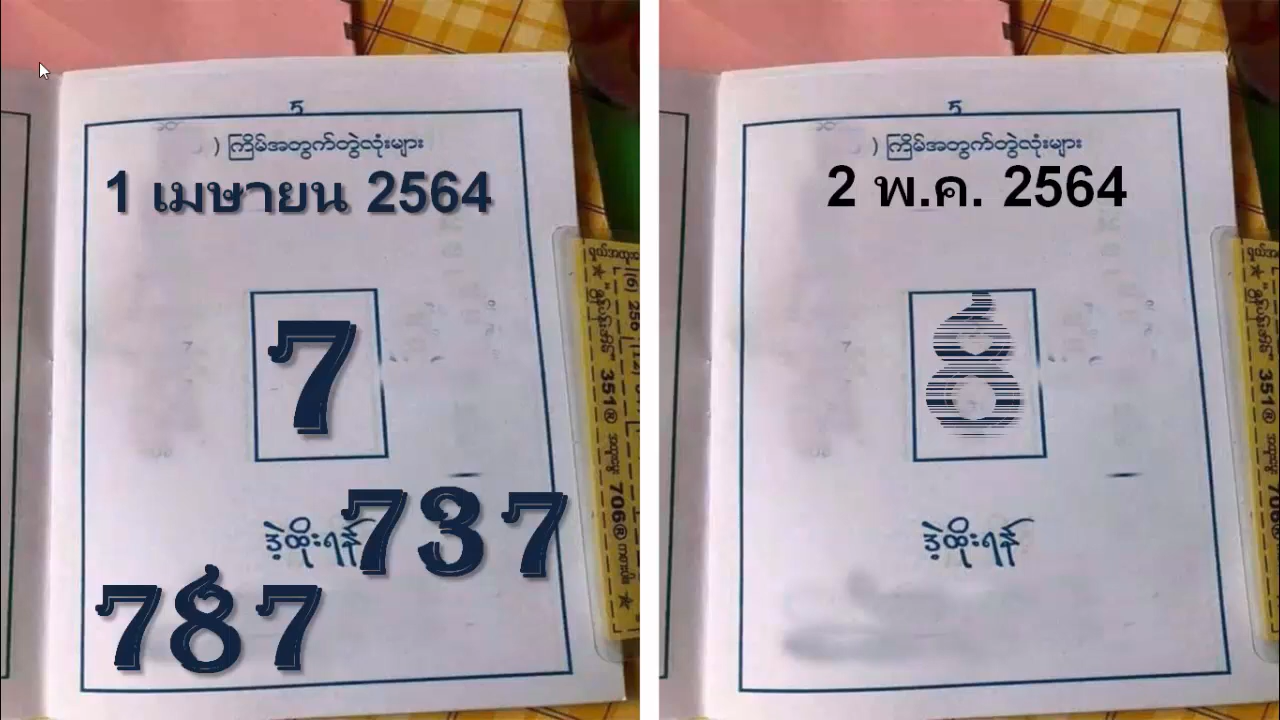 5
) ကြိမ်အတွက်တွဲလုံးများ
1 เมษายน 2564
7
ဒဲ့ထိုးရန်
737
787
351
706
5
) ကြိမ်အတွက်တွဲလုံးများ
2 พ.ค. 2564
8
ဒဲ့ထိုးရန်
351